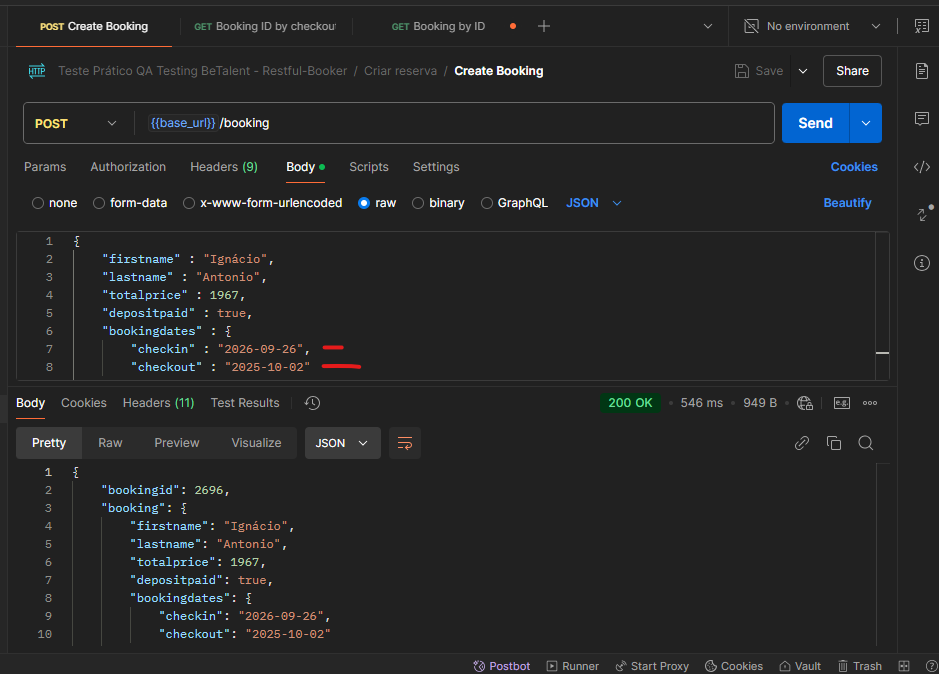 POST Create Booking GET Booking ID by checkou GET Booking by ID No environment
HTTP Teste Prático QA Testing BeTalent - Restful-Booker / Criar reserva / Create Booking Save Share
POST {{base_url}} /booking Send
Params Authorization Headers (9) Body Scripts Settings Cookies
none form-data x-www-form-urlencoded raw binary GraphQL JSON Beautify
1 {
2 "firstname" : "Ignácio",
3 "lastname" : "Antonio",
4 "totalprice" : 1967,
5 "depositpaid" : true,
6 "bookingdates" : {
7 "checkin" : "2026-09-26",
8 "checkout" : "2025-10-02"
Body Cookies Headers (11) Test Results 200 OK • 546 ms • 949 B • e.g.
Pretty Raw Preview Visualize JSON
1 {
2 "bookingid": 2696,
3 "booking": {
4 "firstname": "Ignácio",
5 "lastname": "Antonio",
6 "totalprice": 1967,
7 "depositpaid": true,
8 "bookingdates": {
9 "checkin": "2026-09-26",
10 "checkout": "2025-10-02"
Postbot Runner Start Proxy Cookies Vault Trash